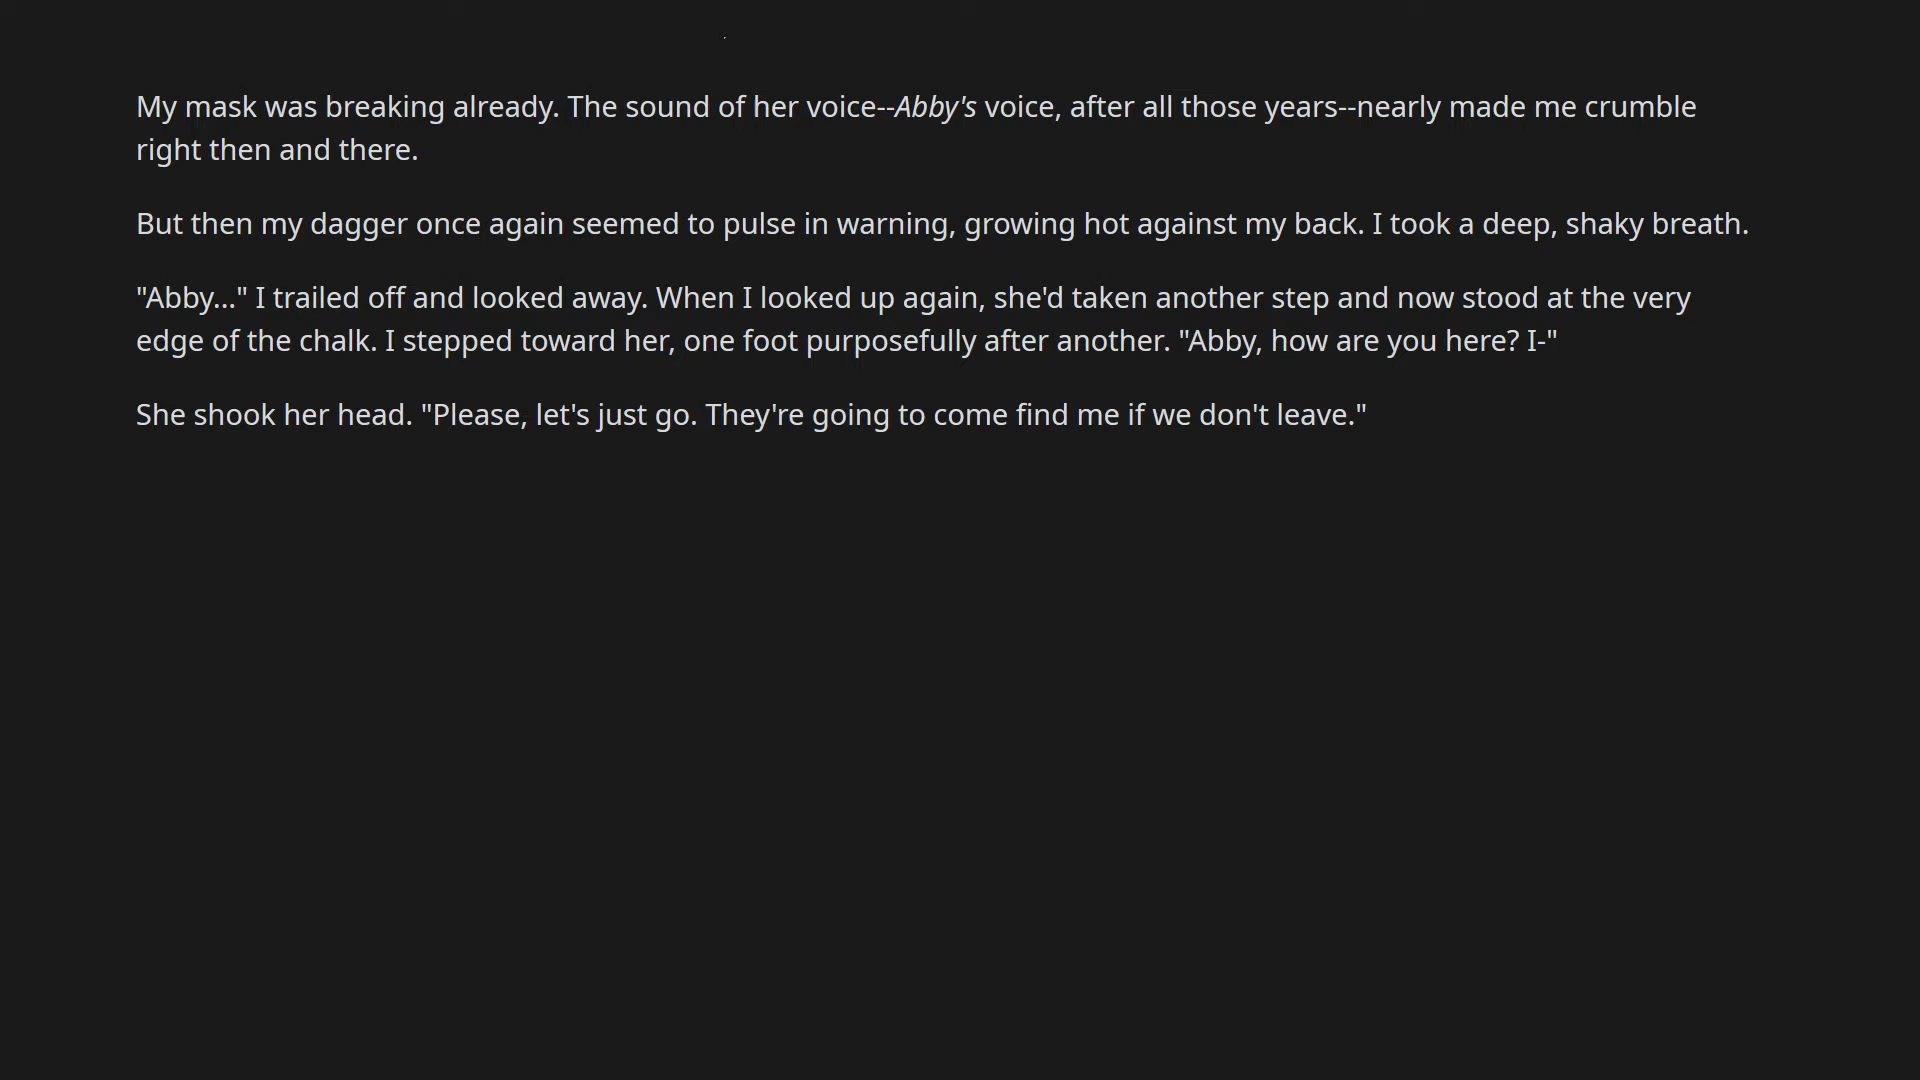 My mask was breaking already. The sound of her voice--Abby's voice, after all those years--nearly made me crumble
right then and there.
But then my dagger once again seemed to pulse in warning, growing hot against my back. I took a deep, shaky breath.
"Abby..." I trailed off and looked away. When I looked up again, she'd taken another step and now stood at the very
edge of the chalk. I stepped toward her, one foot purposefully after another. "Abby, how are you here? I-"
She shook her head. "Please, let's just go. They're going to come find me if we don't leave."